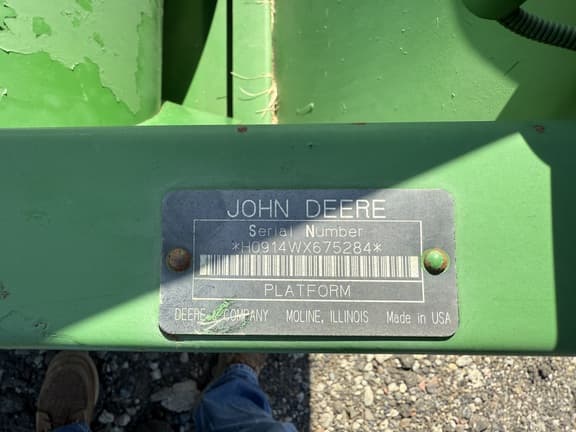 JOHN DEERE
Serial Number
*H0914WX675284*
PLATFORM
DEERE & COMPANY MOLINE, ILLINOIS Made in USA